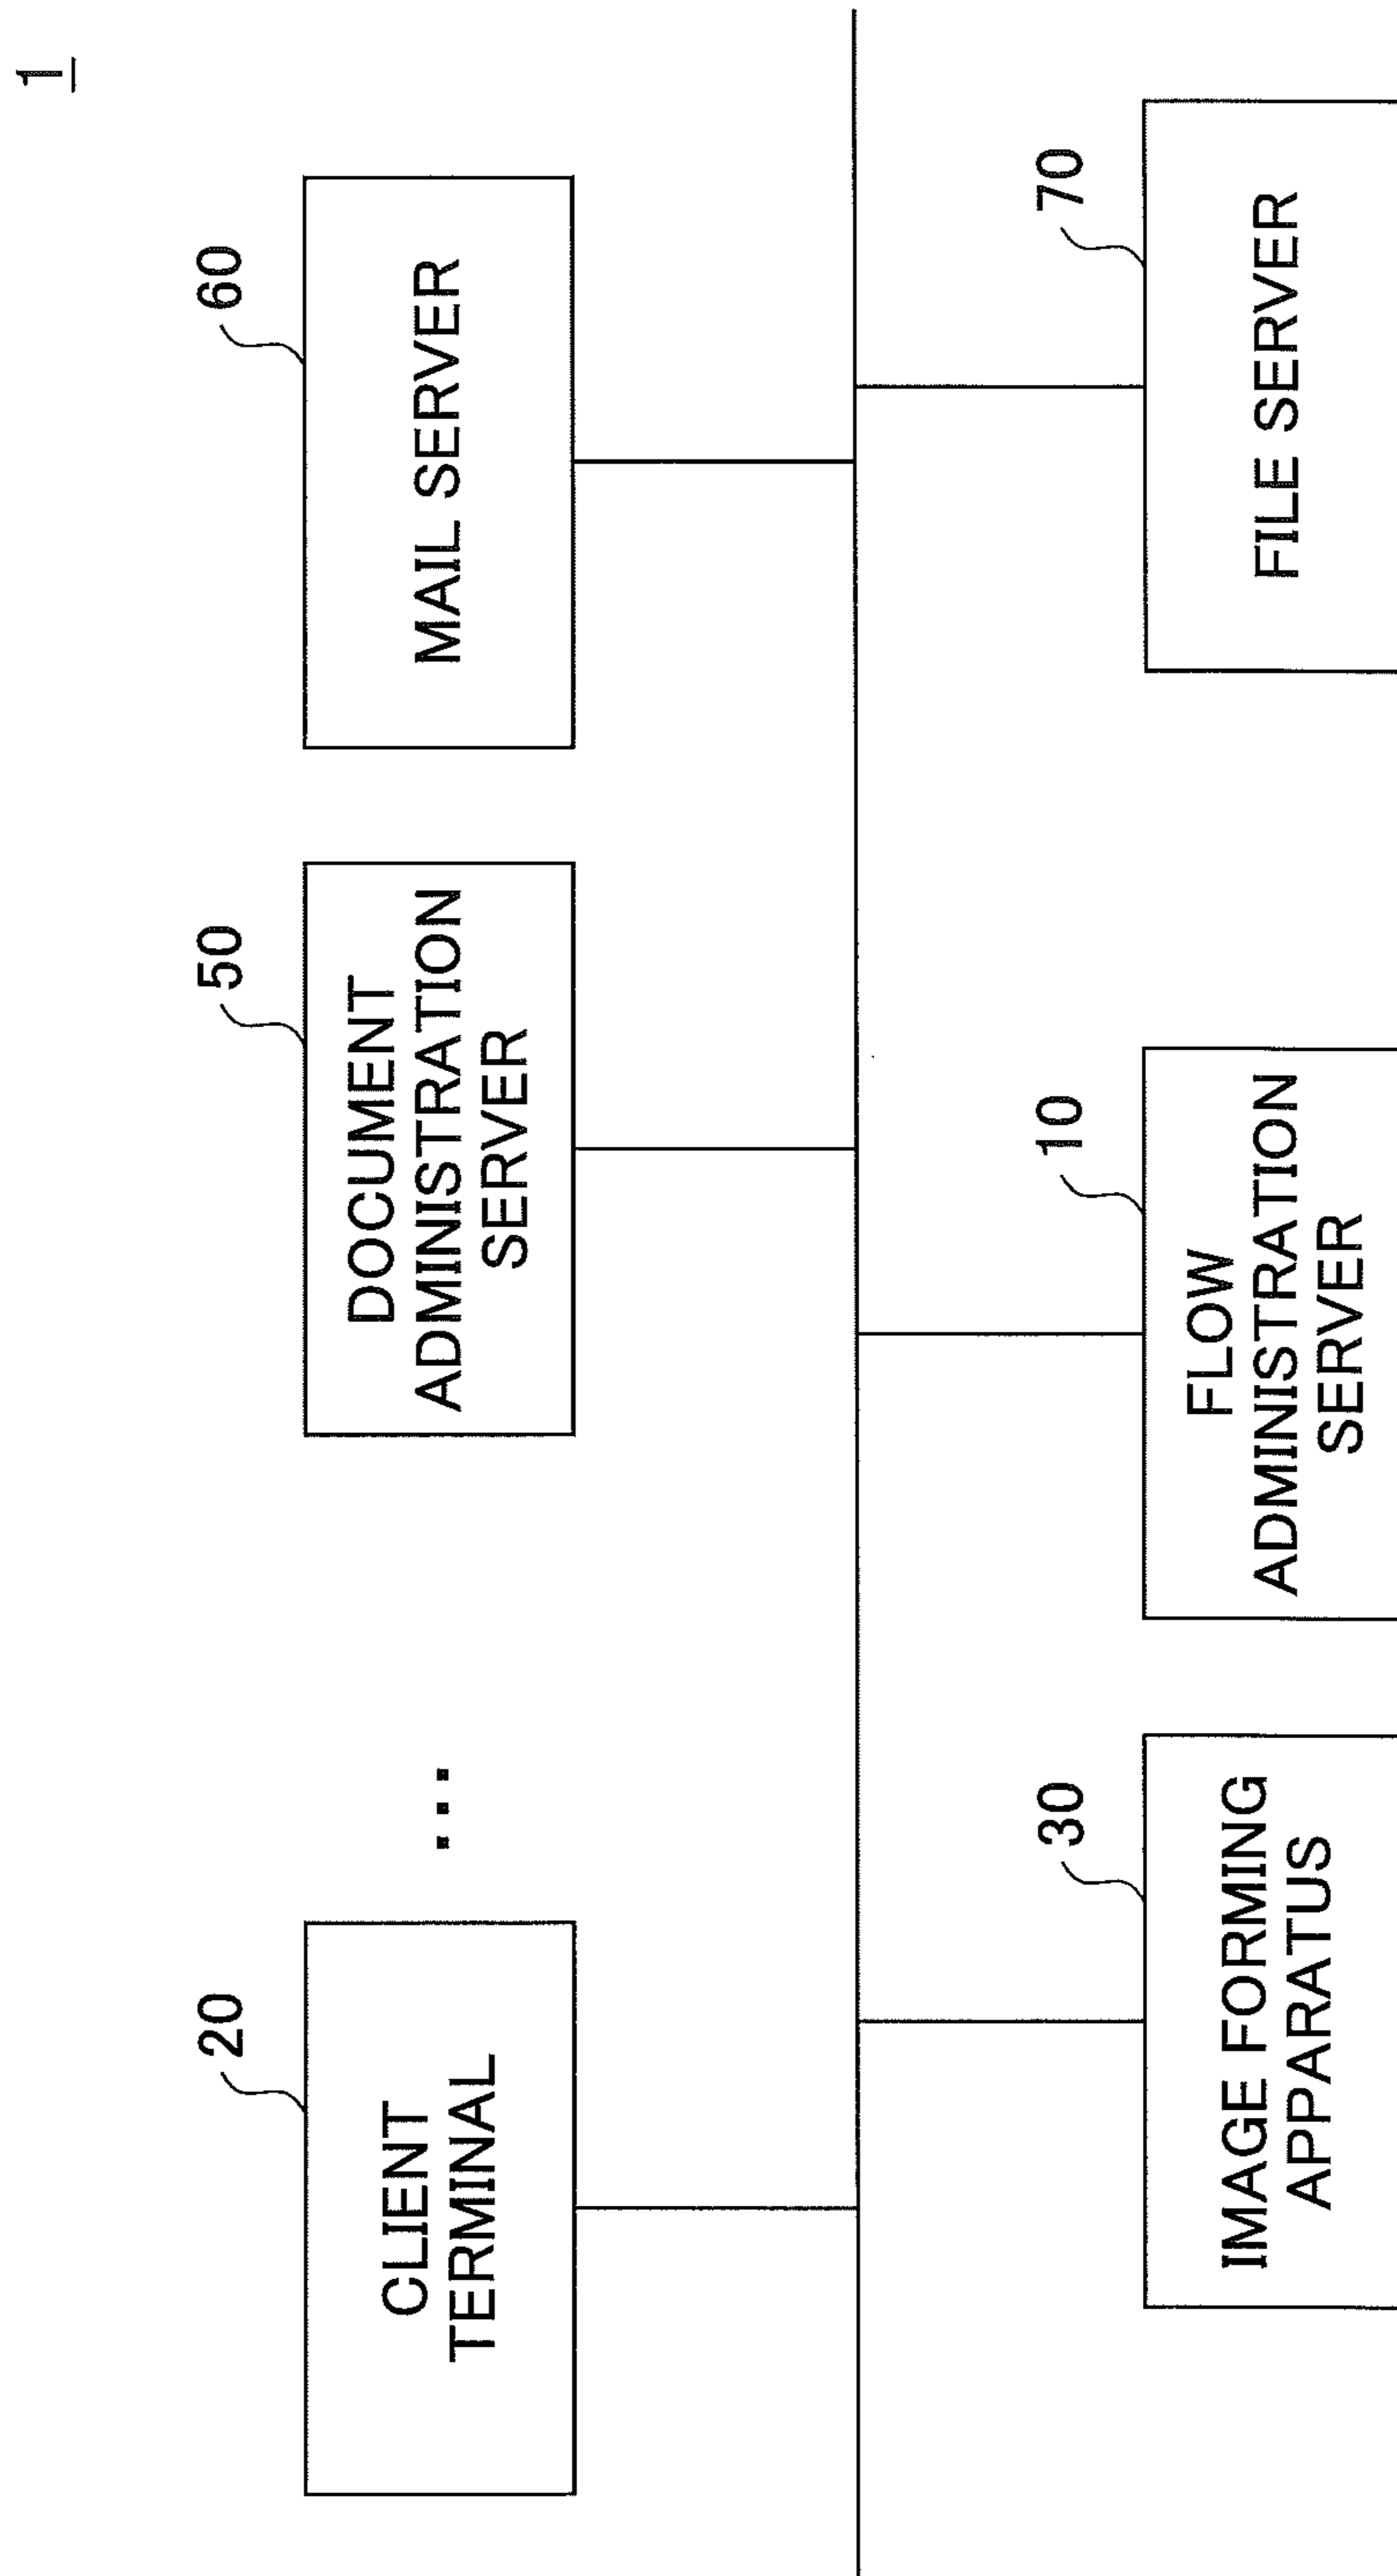 1
20
CLIENT
TERMINAL
...
50
DOCUMENT
ADMINISTRATION
SERVER
60
MAIL SERVER
30
IMAGE FORMING
APPARATUS
10
FLOW
ADMINISTRATION
SERVER
70
FILE SERVER